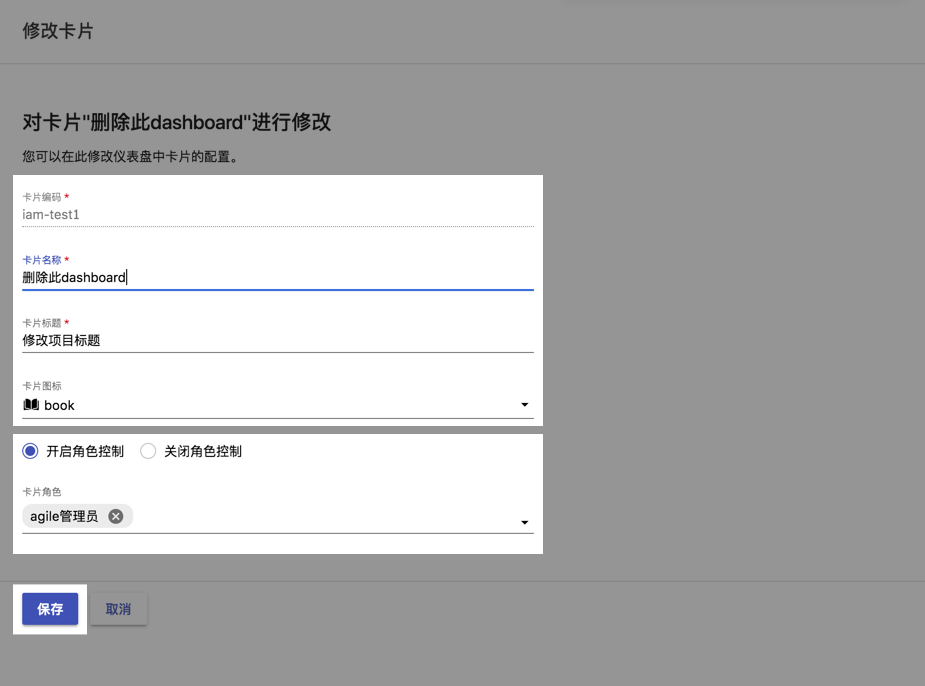 修改卡片
对卡片"删除此dashboard"进行修改
您可以在此修改仪表盘中卡片的配置。
卡片编码 *
iam-test1
卡片名称 *
删除此dashboard
卡片标题 *
修改项目标题
卡片图标
book
开启角色控制 关闭角色控制
卡片角色
agile管理员
保存 取消